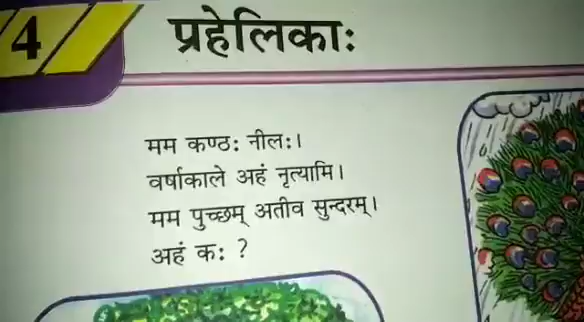 4
प्रहेलिकाः
मम कण्ठः नीलः।
वर्षाकाले अहं नृत्यामि।
मम पुच्छम् अतीव सुन्दरम्।
अहं कः ?